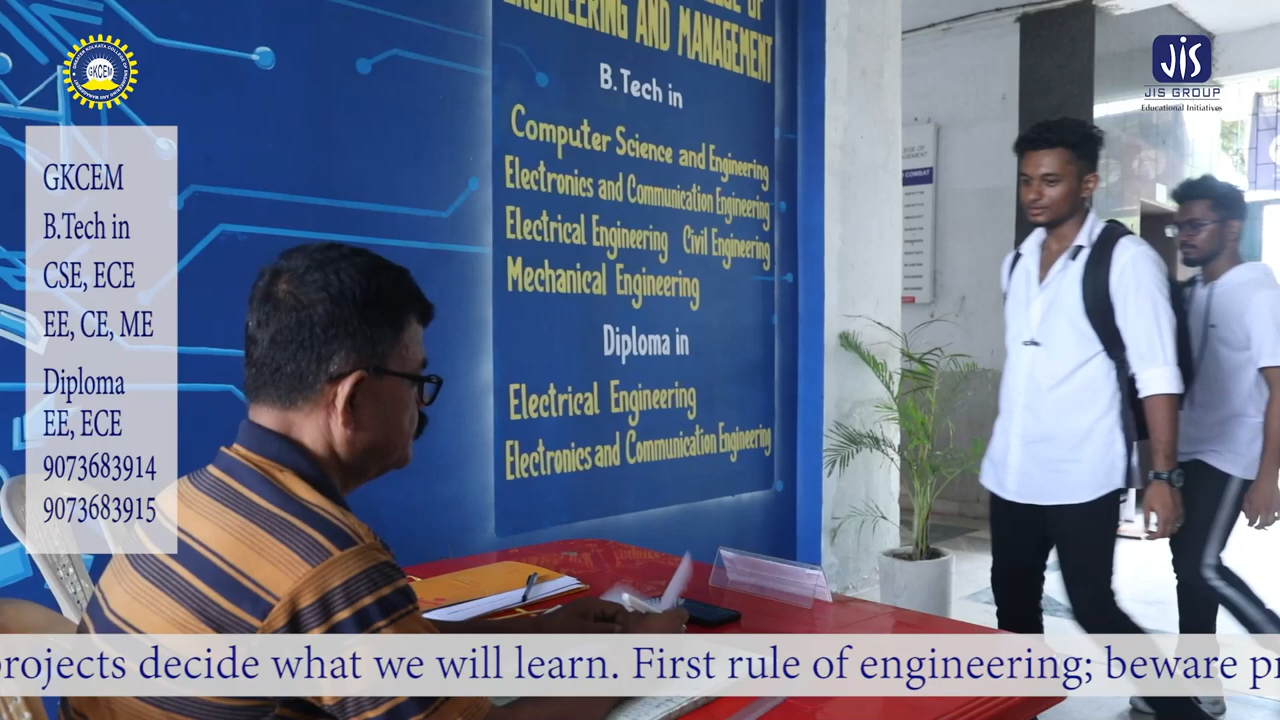 GKCEM
JIS
JIS GROUP
Educational Initiatives
GKCEM
B.Tech in
CSE, ECE
EE, CE, ME
Diploma
EE, ECE
9073683914
9073683915
ENGINEERING AND MANAGEMENT
B.Tech in
Computer Science and Engineering
Electronics and Communication Engineering
Electrical Engineering Civil Engineering
Mechanical Engineering
Diploma in
Electrical Engineering
Electronics and Communication Engineering
projects decide what we will learn. First rule of engineering; beware